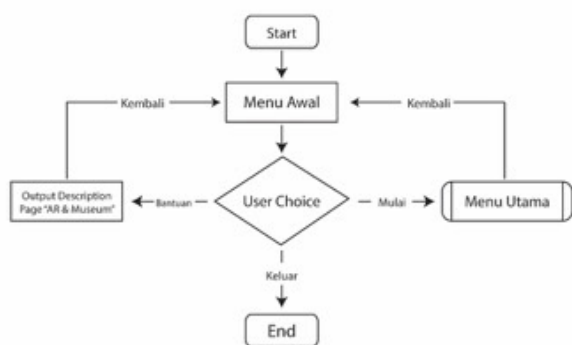 Start
Kembali
Menu Awal
Kembali
Output Description
Page "AR & Museum"
Bantuan
User Choice
Mulai
Menu Utama
Keluar
End